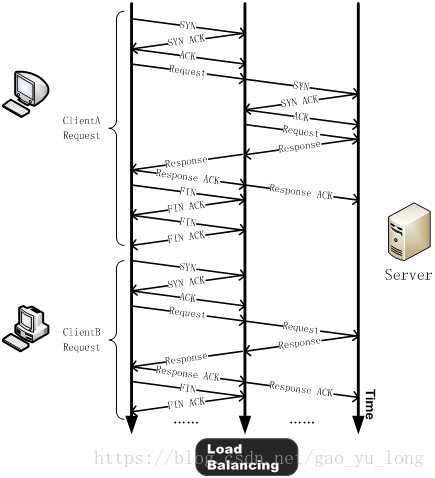 SYN
SYN ACK
ACK
Request
SYN
SYN ACK
ACK
Request
Response
Response
Response ACK
Response ACK
FIN
FIN ACK
FIN
FIN ACK
ClientA
Request
Server
SYN
SYN ACK
ACK
Request
Request
Response
Response
Response ACK
Response ACK
FIN
FIN ACK
ClientB
Request
Time
......
......
Load
Balancing
https://blog.csdn.net/gao_yu_long